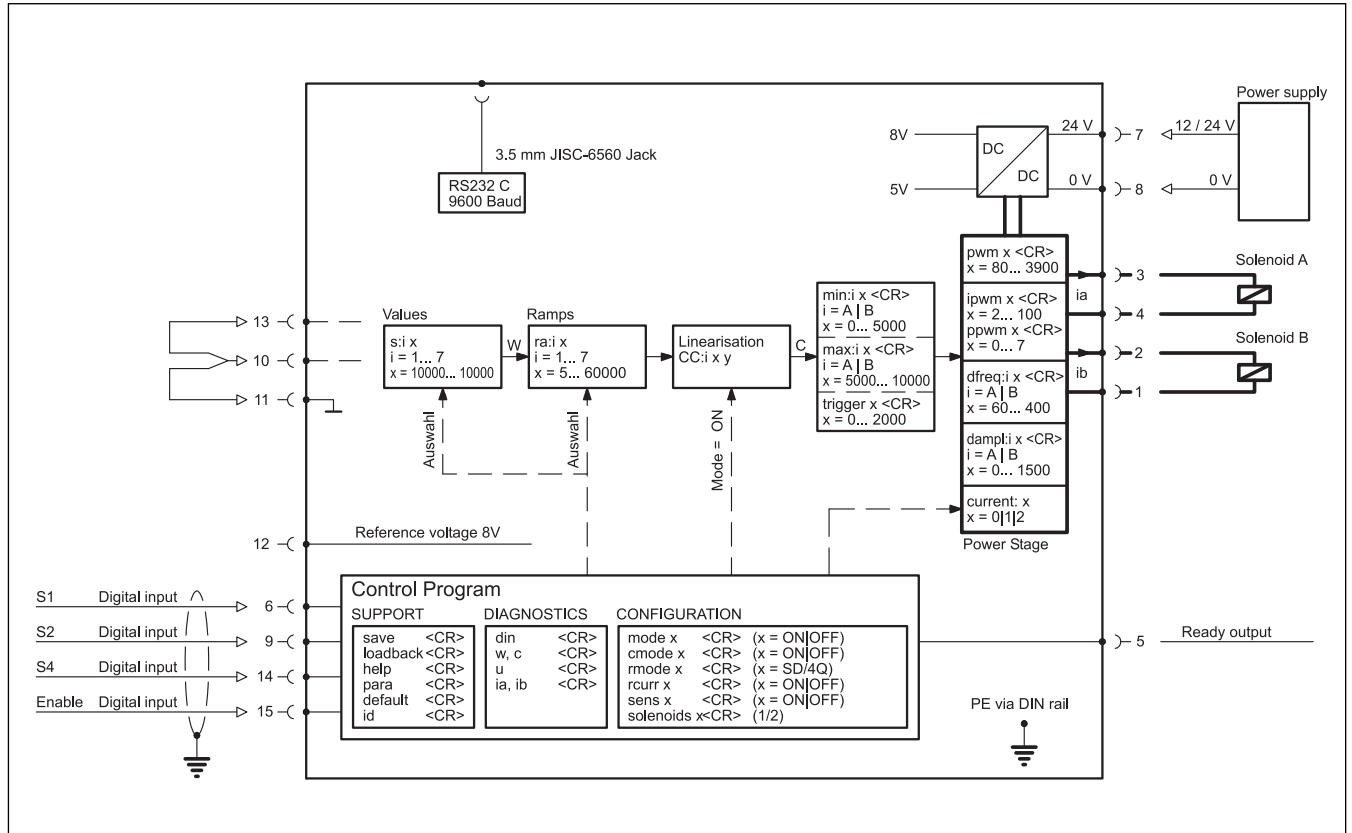 Power supply
8V
24 V
7
12 / 24 V
DC
DC
5V
0 V
8
0 V
3.5 mm JISC-6560 Jack
RS232 C
9600 Baud
13
10
11
Values
s:i x
i = 1... 7
x = 10000... 10000
W
Ramps
ra:i x
i = 1... 7
x = 5... 60000
Linearisation
CC:i x y
C
min:i x <CR>
i = A | B
x = 0... 5000
max:i x <CR>
i = A | B
x = 5000... 10000
trigger x <CR>
x = 0... 2000
pwm x <CR>
x = 80... 3900
ipwm x <CR>
x = 2... 100
ppwm x <CR>
x = 0... 7
dfreq:i x <CR>
i = A | B
x = 60... 400
dampl:i x <CR>
i = A | B
x = 0... 1500
current: x
x = 0|1|2
Power Stage
3
Solenoid A
ia
4
Solenoid B
2
ib
1
Auswahl
Auswahl
Mode = ON
12
Reference voltage 8V
S1 Digital input 6
S2 Digital input 9
S4 Digital input 14
Enable Digital input 15
Control Program
SUPPORT
save <CR>
loadback <CR>
help <CR>
para <CR>
default <CR>
id <CR>
DIAGNOSTICS
din <CR>
w, c <CR>
u <CR>
ia, ib <CR>
CONFIGURATION
mode x <CR> (x = ON|OFF)
cmode x <CR> (x = ON|OFF)
rmode x <CR> (x = SD/4Q)
rcurr x <CR> (x = ON|OFF)
sens x <CR> (x = ON|OFF)
solenoids x<CR> (1/2)
5
Ready output
PE via DIN rail